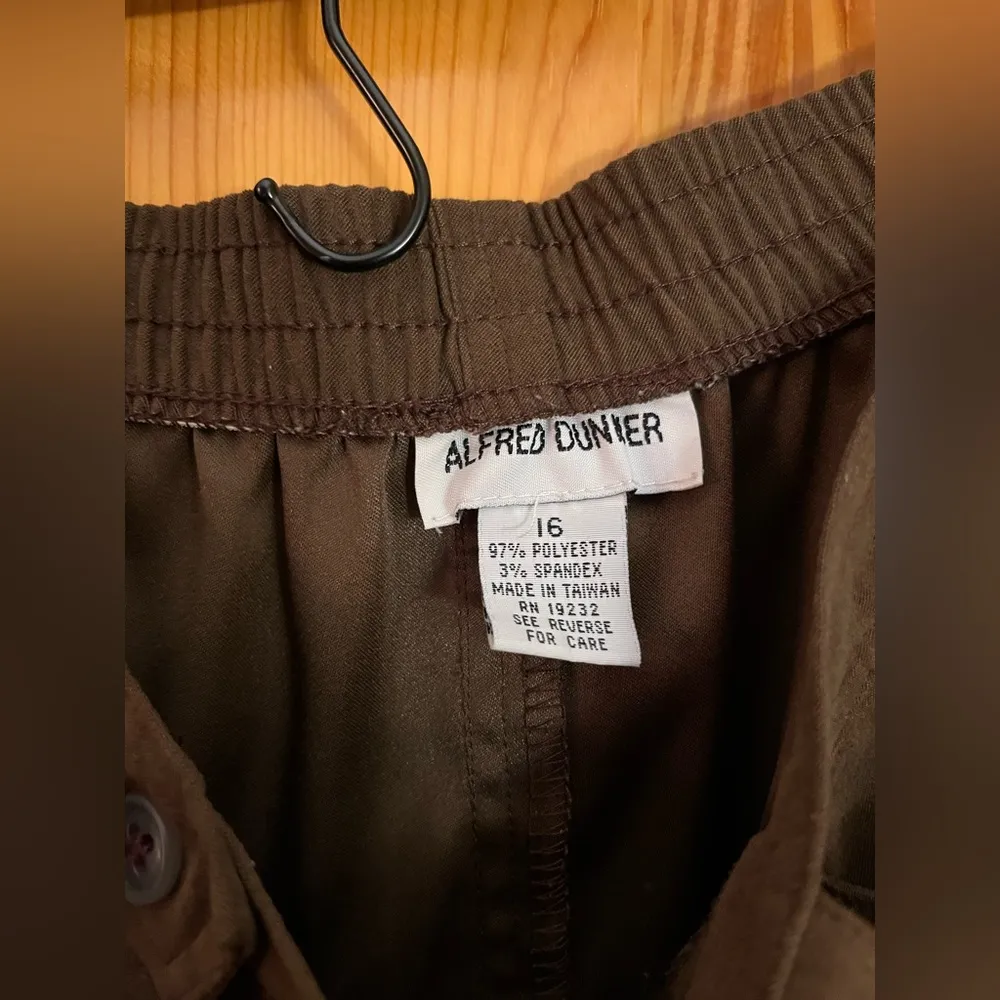 ALFRED DUNNER
16
97% POLYESTER
3% SPANDEX
MADE IN TAIWAN
RN 19232
SEE REVERSE
FOR CARE